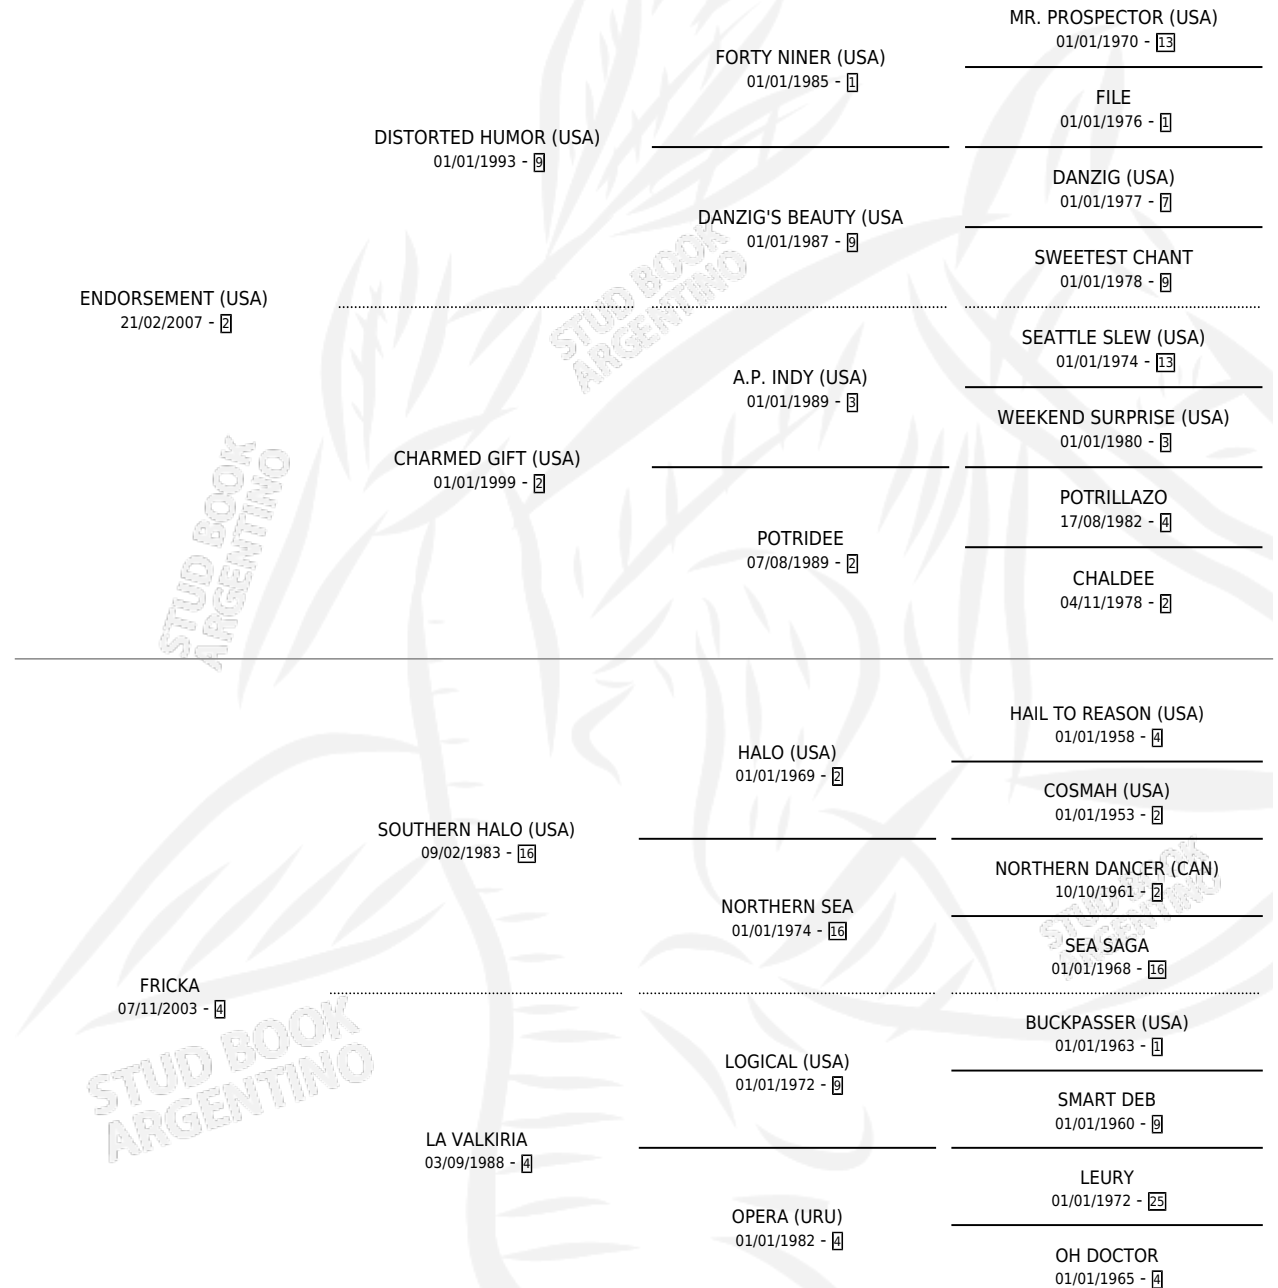 MR. PROSPECTOR (USA)
01/01/1970 - 13
FORTY NINER (USA)
01/01/1985 - 1
FILE
01/01/1976 - 1
DISTORTED HUMOR (USA)
01/01/1993 - 9
DANZIG (USA)
01/01/1977 - 7
DANZIG'S BEAUTY (USA
01/01/1987 - 9
SWEETEST CHANT
01/01/1978 - 9
ENDORSEMENT (USA)
21/02/2007 - 2
STUD BOOK
ARGENTINO
SEATTLE SLEW (USA)
01/01/1974 - 13
A.P. INDY (USA)
01/01/1989 - 3
WEEKEND SURPRISE (USA)
01/01/1980 - 3
CHARMED GIFT (USA)
01/01/1999 - 2
POTRILLAZO
17/08/1982 - 4
POTRIDEE
07/08/1989 - 2
CHALDEE
04/11/1978 - 2
STUD BOOK
ARGENTINO
HAIL TO REASON (USA)
01/01/1958 - 4
HALO (USA)
01/01/1969 - 2
COSMAH (USA)
01/01/1953 - 2
SOUTHERN HALO (USA)
09/02/1983 - 16
NORTHERN DANCER (CAN)
10/10/1961 - 2
NORTHERN SEA
01/01/1974 - 16
STUD BOOK
ARGENTINO
SEA SAGA
01/01/1968 - 16
FRICKA
07/11/2003 - 4
BUCKPASSER (USA)
01/01/1963 - 1
LOGICAL (USA)
01/01/1972 - 9
STUD BOOK
ARGENTINO
SMART DEB
01/01/1960 - 9
LA VALKIRIA
03/09/1988 - 4
LEURY
01/01/1972 - 25
OPERA (URU)
01/01/1982 - 4
OH DOCTOR
01/01/1965 - 4